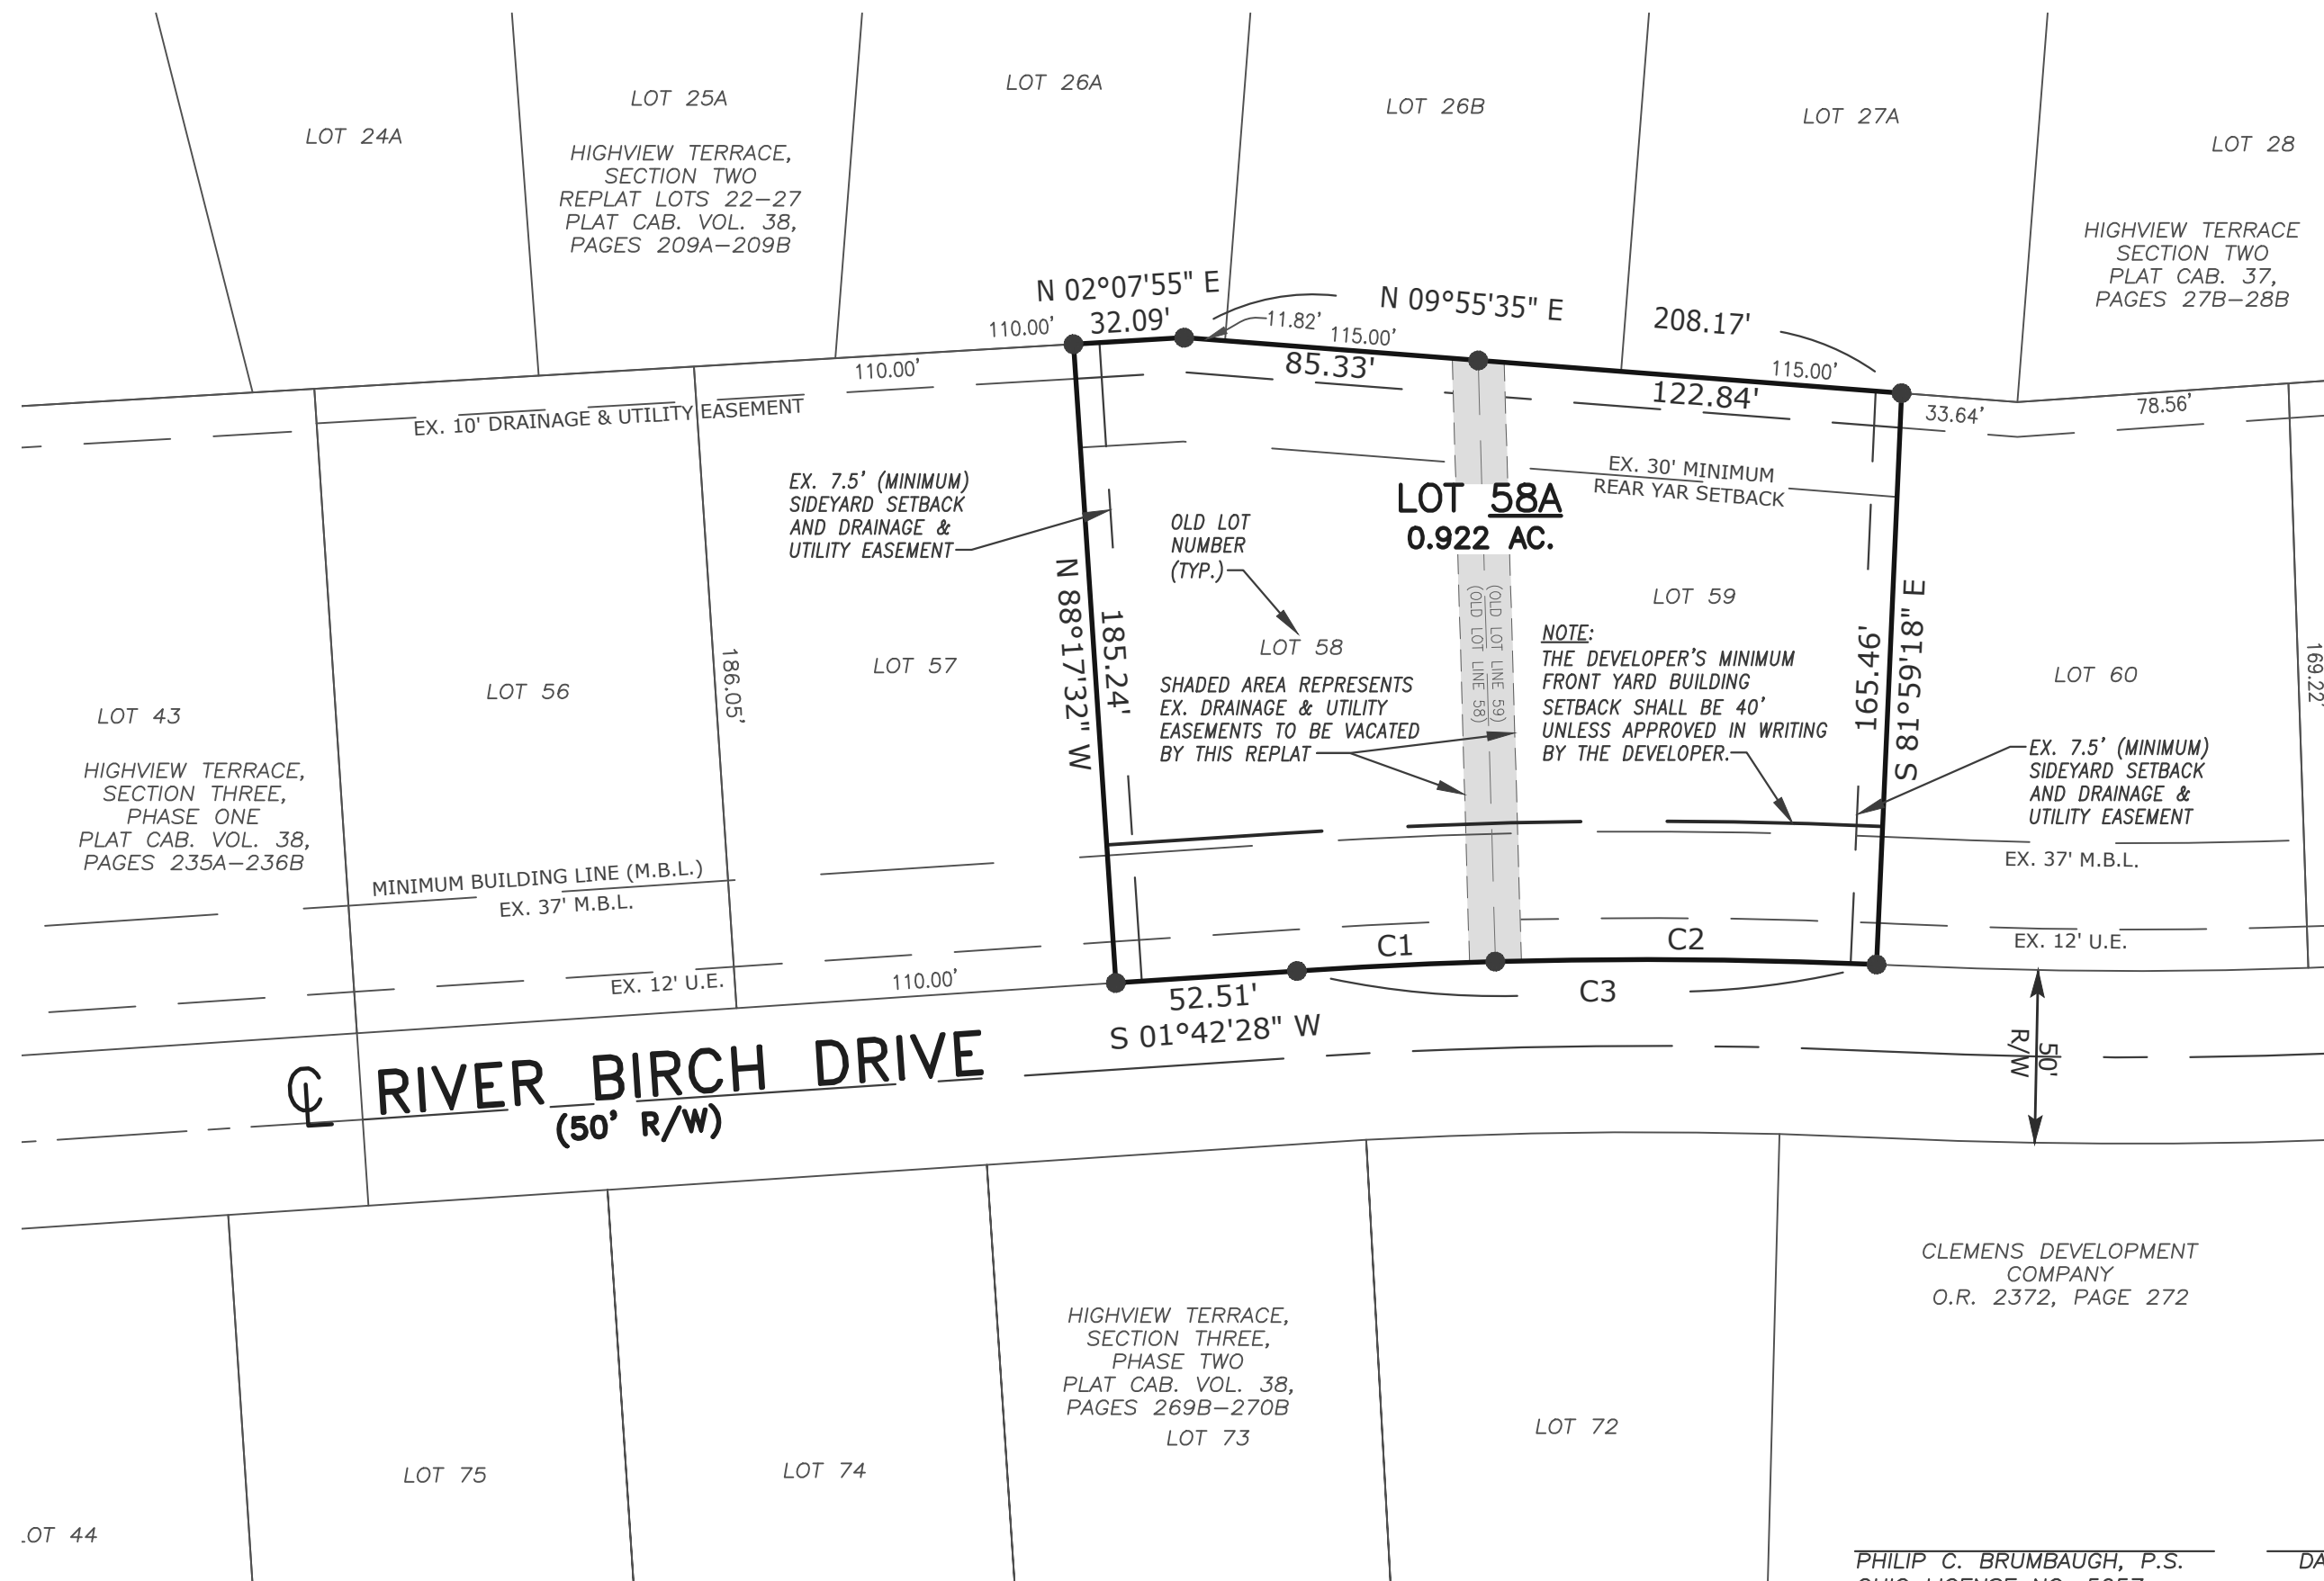 LOT 24A
LOT 25A
HIGHVIEW TERRACE,
SECTION TWO
REPLAT LOTS 22-27
PLAT CAB. VOL. 38,
PAGES 209A-209B
LOT 26A
LOT 26B
LOT 27A
LOT 28
HIGHVIEW TERRACE
SECTION TWO
PLAT CAB. 37,
PAGES 27B-28B
N 02°07'55" E
32.09'
110.00'
N 09°55'35" E
208.17'
11.82'
115.00'
85.33'
122.84'
115.00'
33.64'
78.56'
110.00'
EX. 10' DRAINAGE & UTILITY EASEMENT
EX. 7.5' (MINIMUM)
SIDEYARD SETBACK
AND DRAINAGE &
UTILITY EASEMENT
OLD LOT
NUMBER
(TYP.)
EX. 30' MINIMUM
REAR YAR SETBACK
LOT 58A
0.922 AC.
LOT 58
SHADED AREA REPRESENTS
EX. DRAINAGE & UTILITY
EASEMENTS TO BE VACATED
BY THIS REPLAT
(OLD LOT LINE 58)
(OLD LOT LINE 59)
LOT 59
NOTE:
THE DEVELOPER'S MINIMUM
FRONT YARD BUILDING
SETBACK SHALL BE 40'
UNLESS APPROVED IN WRITING
BY THE DEVELOPER.
N 88°17'32" W
185.24'
165.46'
S 81°59'18" E
LOT 60
169.22'
EX. 7.5' (MINIMUM)
SIDEYARD SETBACK
AND DRAINAGE &
UTILITY EASEMENT
LOT 43
HIGHVIEW TERRACE,
SECTION THREE,
PHASE ONE
PLAT CAB. VOL. 38,
PAGES 235A-236B
LOT 56
186.05'
LOT 57
MINIMUM BUILDING LINE (M.B.L.)
EX. 37' M.B.L.
EX. 37' M.B.L.
EX. 12' U.E.
EX. 12' U.E.
110.00'
C1
C2
C3
52.51'
S 01°42'28" W
50'
R/W
℄ RIVER BIRCH DRIVE
(50' R/W)
CLEMENS DEVELOPMENT
COMPANY
O.R. 2372, PAGE 272
HIGHVIEW TERRACE,
SECTION THREE,
PHASE TWO
PLAT CAB. VOL. 38,
PAGES 269B-270B
LOT 73
LOT 72
LOT 75
LOT 74
LOT 44
PHILIP C. BRUMBAUGH, P.S.
DA